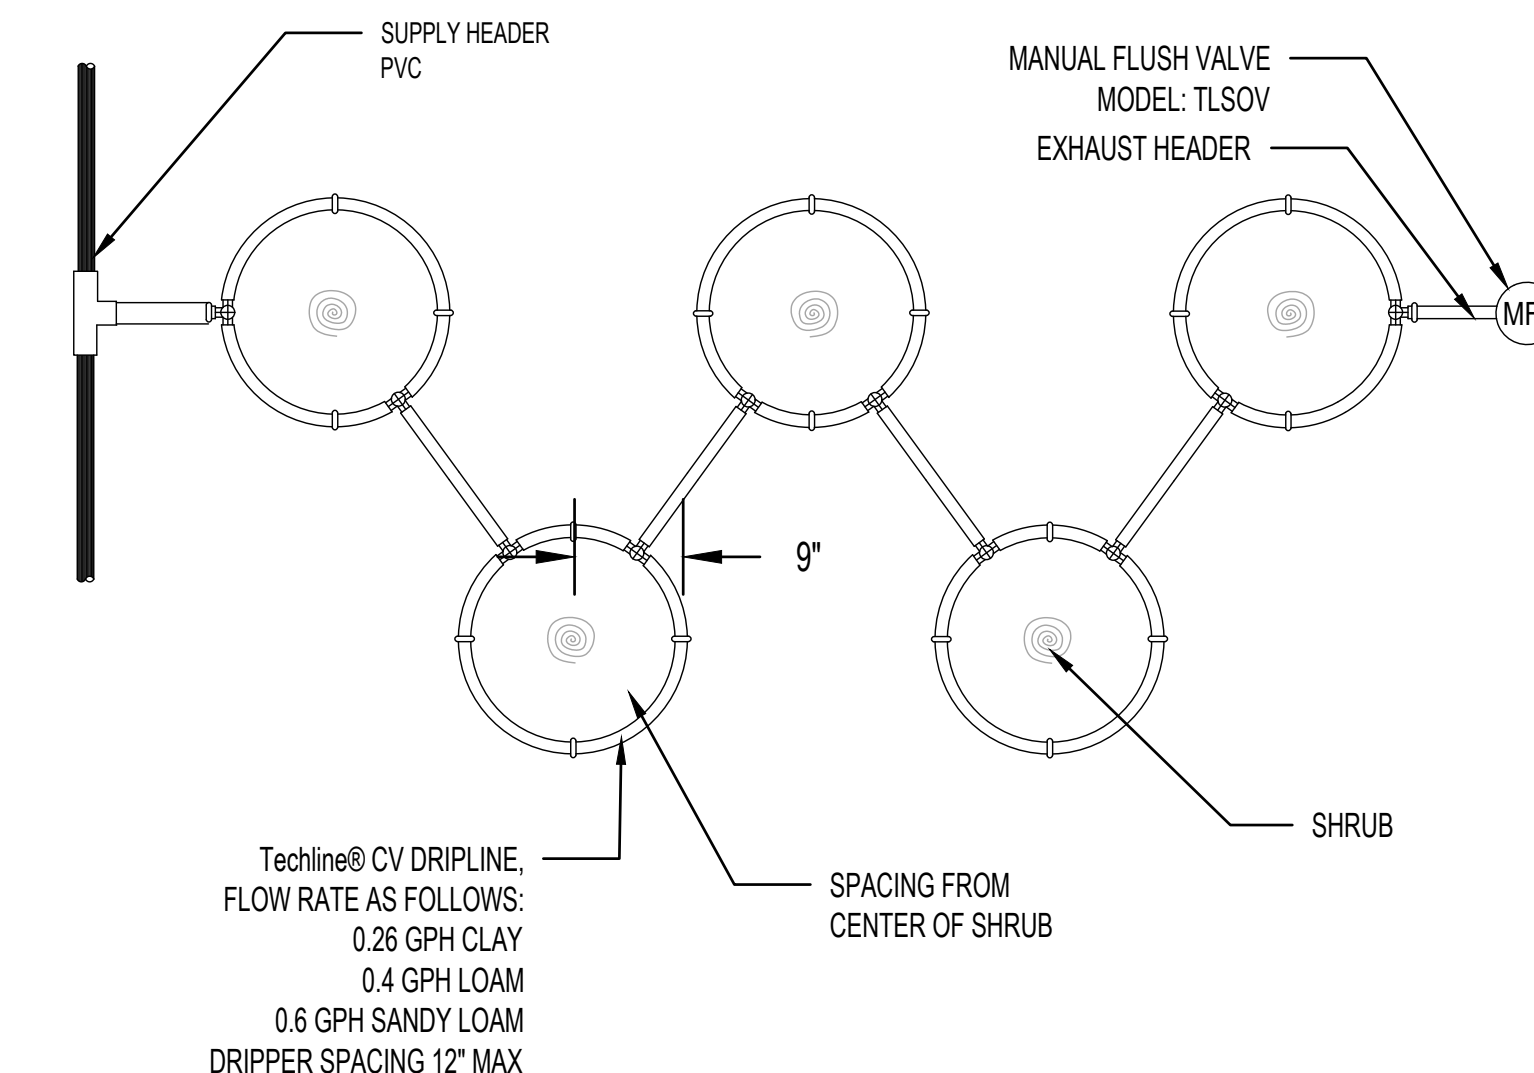 SUPPLY HEADER
PVC
MANUAL FLUSH VALVE
MODEL: TLSOV
EXHAUST HEADER
MF
9"
SHRUB
Techline® CV DRIPLINE,
FLOW RATE AS FOLLOWS:
0.26 GPH CLAY
0.4 GPH LOAM
0.6 GPH SANDY LOAM
DRIPPER SPACING 12" MAX
SPACING FROM
CENTER OF SHRUB